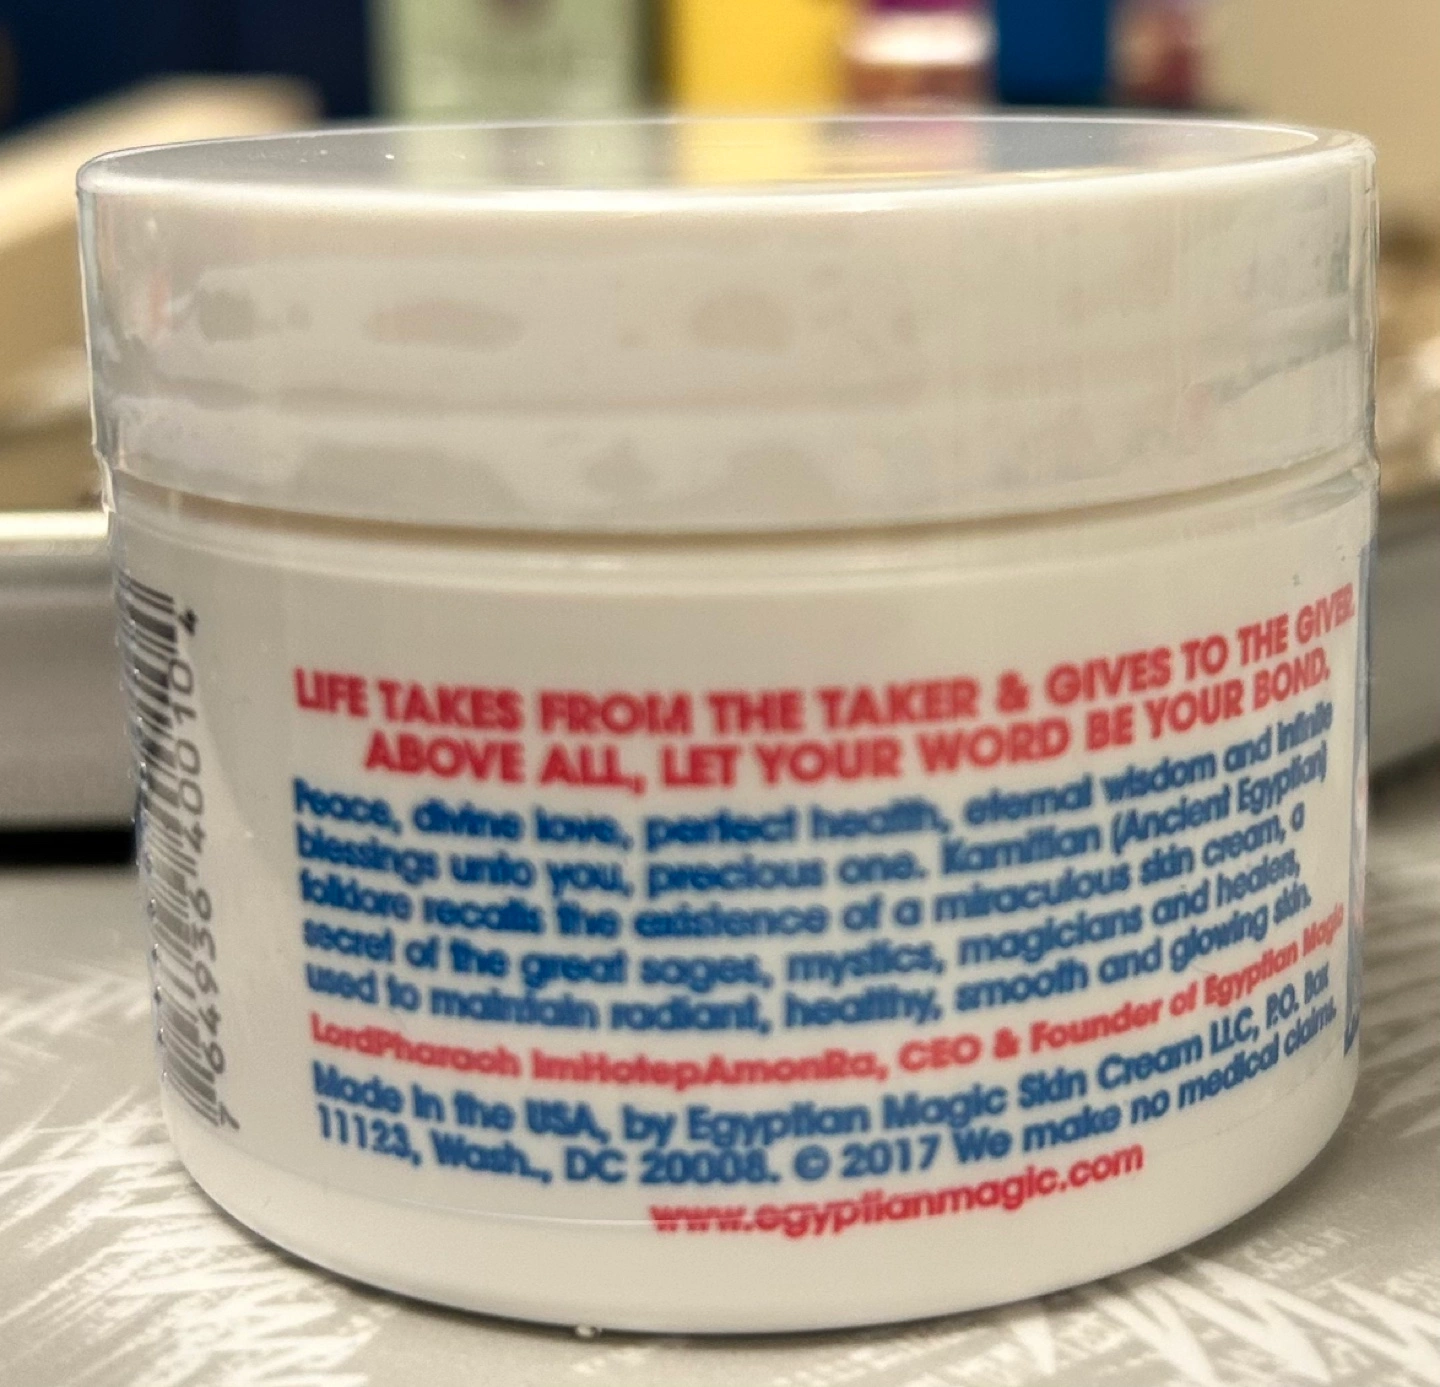 LIFE TAKES FROM THE TAKER & GIVES TO THE GIVER.
ABOVE ALL, LET YOUR WORD BE YOUR BOND.
Peace, divine love, perfect health, eternal wisdom and infinite
blessings unto you, precious one. Kamitian (Ancient Egyptian)
folklore recalls the existence of a miraculous skin cream, a
secret of the great sages, mystics, magicians and healers,
used to maintain radiant, healthy, smooth and glowing skin.
LordPharaoh ImHotepAmonRa, CEO & Founder of Egyptian Magic
Made in the USA, by Egyptian Magic Skin Cream LLC, P.O. Box
11123, Wash., DC 20008. © 2017 We make no medical claims.
www.egyptianmagic.com
7 64936 40010 4